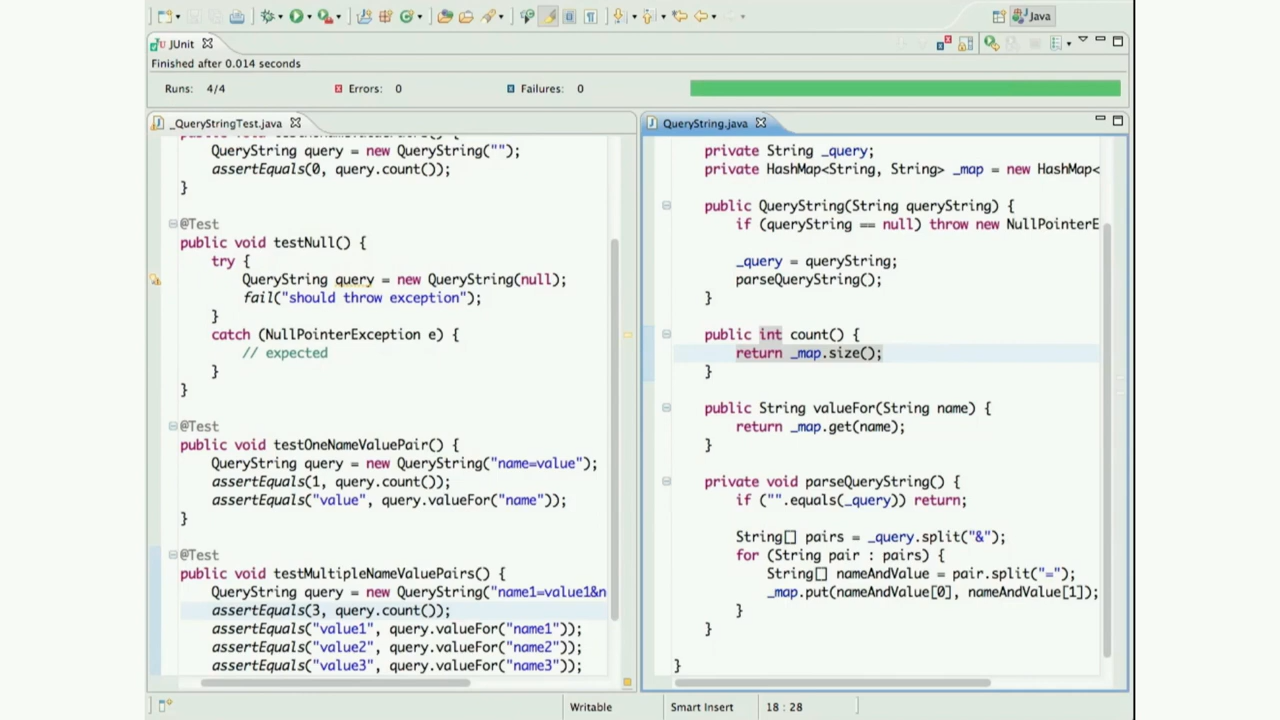 Java
JUnit
Finished after 0.014 seconds
Runs: 4/4 Errors: 0 Failures: 0
_QueryStringTest.java
QueryString query = new QueryString("");
assertEquals(0, query.count());
}
@Test
public void testNull() {
try {
QueryString query = new QueryString(null);
fail("should throw exception");
}
catch (NullPointerException e) {
// expected
}
}
@Test
public void testOneNameValuePair() {
QueryString query = new QueryString("name=value");
assertEquals(1, query.count());
assertEquals("value", query.valueFor("name"));
}
@Test
public void testMultipleNameValuePairs() {
QueryString query = new QueryString("name1=value1&n
assertEquals(3, query.count());
assertEquals("value1", query.valueFor("name1"));
assertEquals("value2", query.valueFor("name2"));
assertEquals("value3", query.valueFor("name3"));
QueryString.java
private String _query;
private HashMap<String, String> _map = new HashMap<
public QueryString(String queryString) {
if (queryString == null) throw new NullPointerE
_query = queryString;
parseQueryString();
}
public int count() {
return _map.size();
}
public String valueFor(String name) {
return _map.get(name);
}
private void parseQueryString() {
if ("".equals(_query)) return;
String[] pairs = _query.split("&");
for (String pair : pairs) {
String[] nameAndValue = pair.split("=");
_map.put(nameAndValue[0], nameAndValue[1]);
}
}
}
Writable Smart Insert 18 : 28